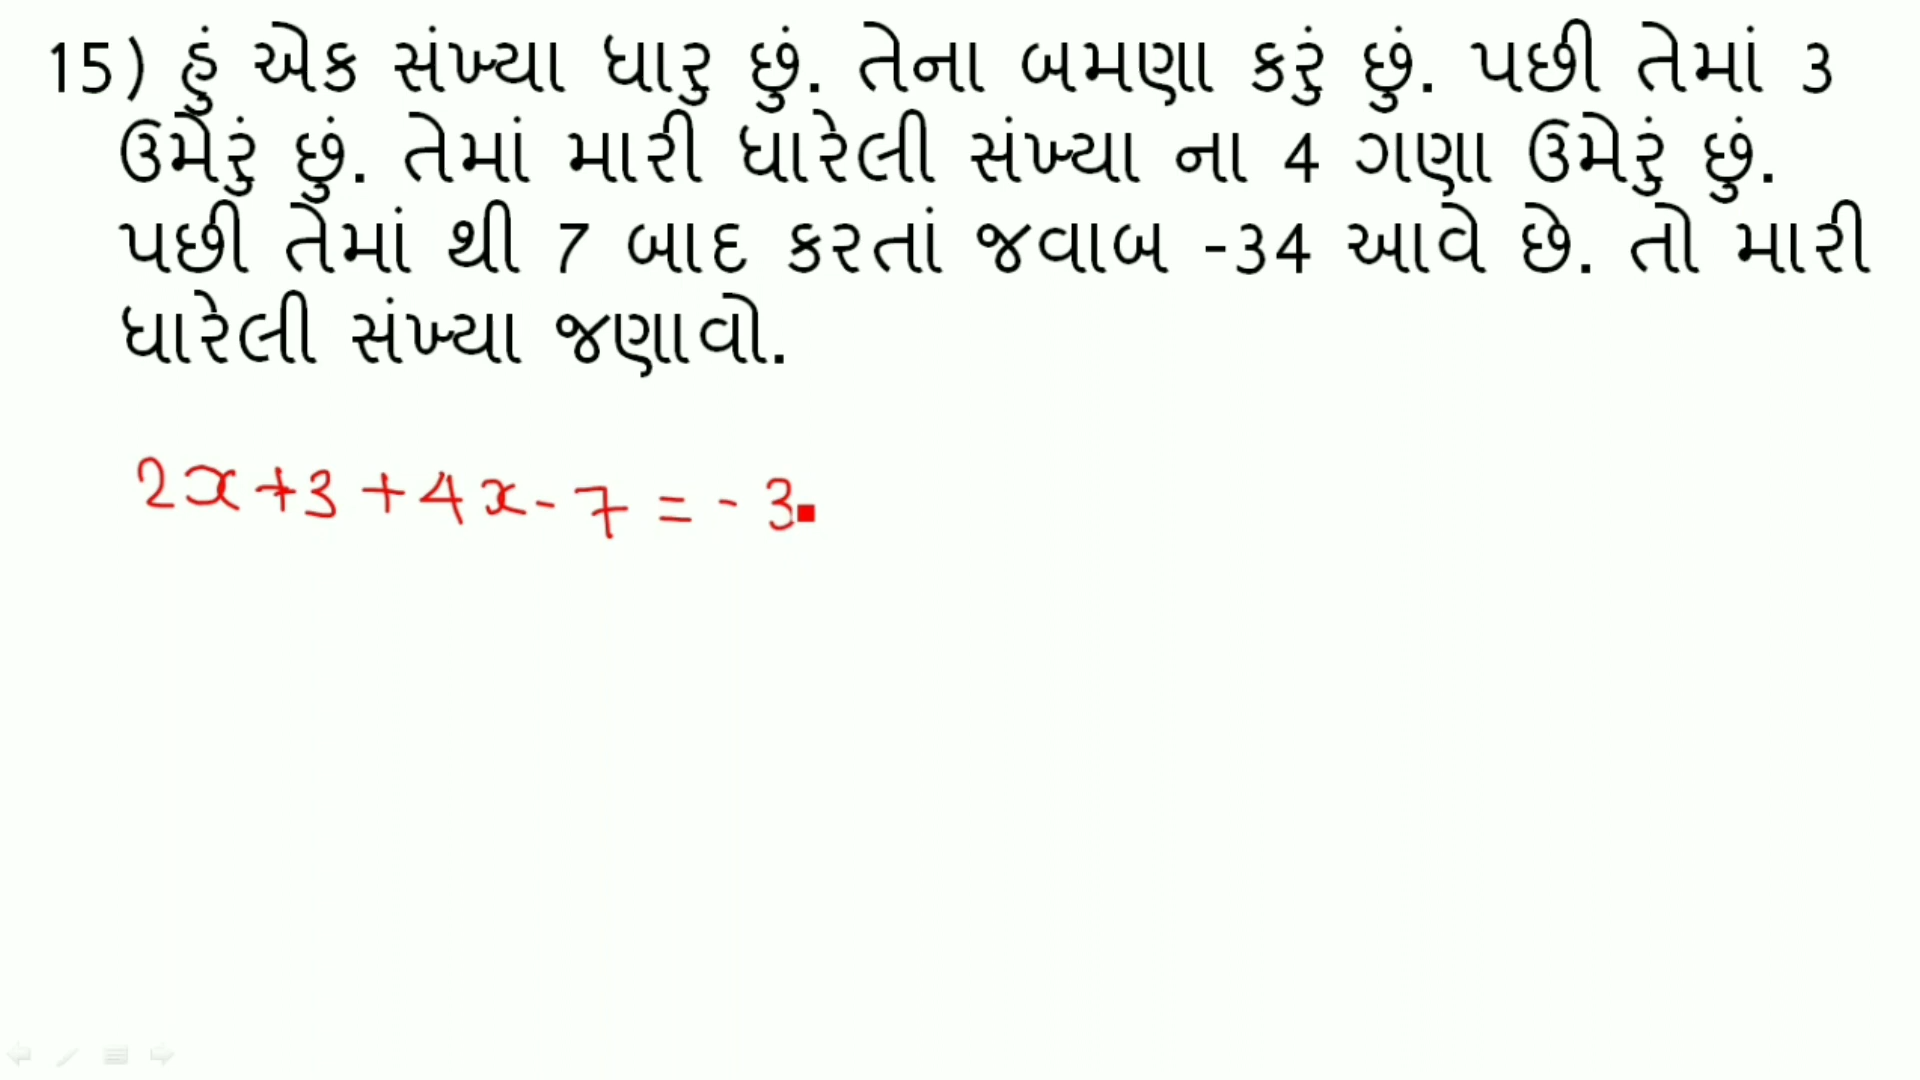 15) હું એક સંખ્યા ધારુ છું. તેના બમણા કરું છું. પછી તેમાં 3
ઉમેરું છું. તેમાં મારી ધારેલી સંખ્યા ના 4 ગણા ઉમેરું છું.
પછી તેમાં થી 7 બાદ કરતાં જવાબ -34 આવે છે. તો મારી
ધારેલી સંખ્યા જણાવો.
2x+3+4x-7=-3